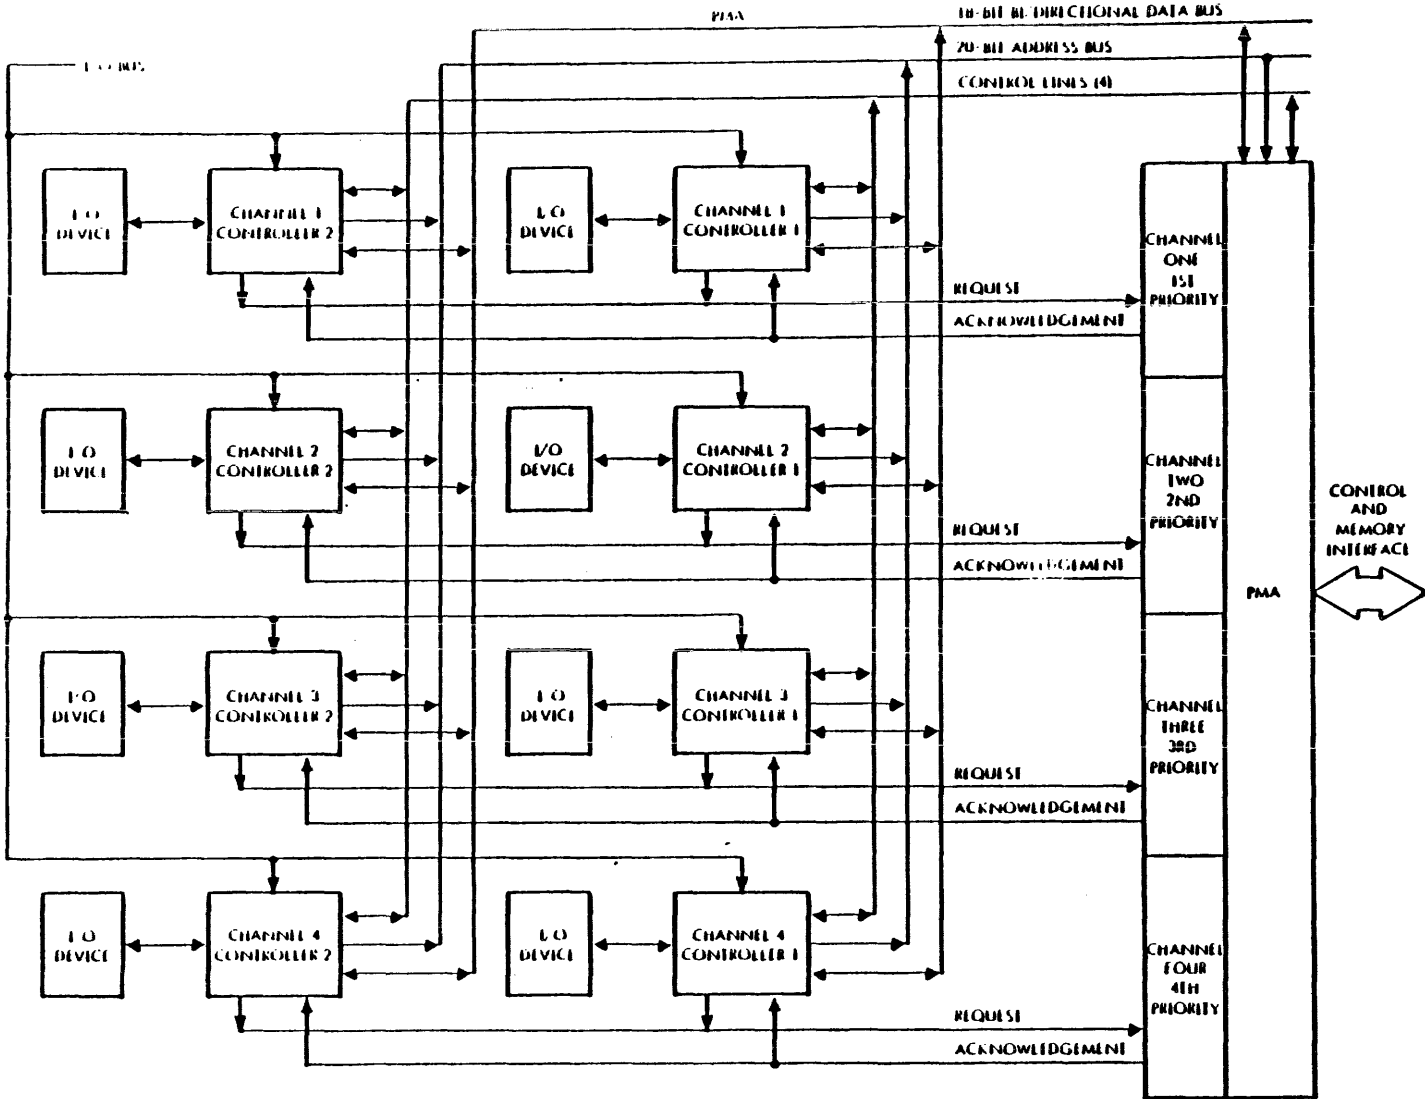 PMA
18-BIT BI-DIRECTIONAL DATA BUS
20-BIT ADDRESS BUS
I/O BUS
CONTROL LINES (4)
I/O
DEVICE
CHANNEL 1
CONTROLLER 2
I/O
DEVICE
CHANNEL 1
CONTROLLER 1
CHANNEL
ONE
1ST
PRIORITY
REQUEST
ACKNOWLEDGEMENT
I/O
DEVICE
CHANNEL 2
CONTROLLER 2
I/O
DEVICE
CHANNEL 2
CONTROLLER 1
CHANNEL
TWO
2ND
PRIORITY
REQUEST
ACKNOWLEDGEMENT
CONTROL
AND
MEMORY
INTERFACE
PMA
I/O
DEVICE
CHANNEL 3
CONTROLLER 2
I/O
DEVICE
CHANNEL 3
CONTROLLER 1
CHANNEL
THREE
3RD
PRIORITY
REQUEST
ACKNOWLEDGEMENT
I/O
DEVICE
CHANNEL 4
CONTROLLER 2
I/O
DEVICE
CHANNEL 4
CONTROLLER 1
CHANNEL
FOUR
4TH
PRIORITY
REQUEST
ACKNOWLEDGEMENT